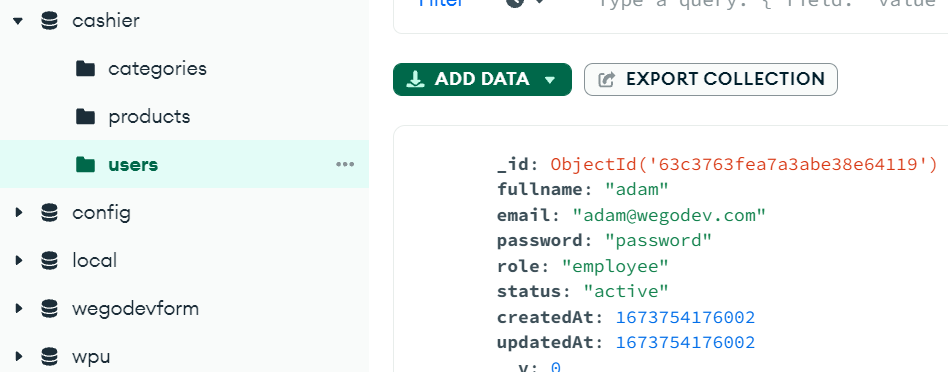 cashier
categories
products
users
config
local
wegodevform
wpu
Filter
Type a query: { field: 'value'
ADD DATA
EXPORT COLLECTION
_id: ObjectId('63c3763fea7a3abe38e64119')
fullname: "adam"
email: "adam@wegodev.com"
password: "password"
role: "employee"
status: "active"
createdAt: 1673754176002
updatedAt: 1673754176002
__v: 0